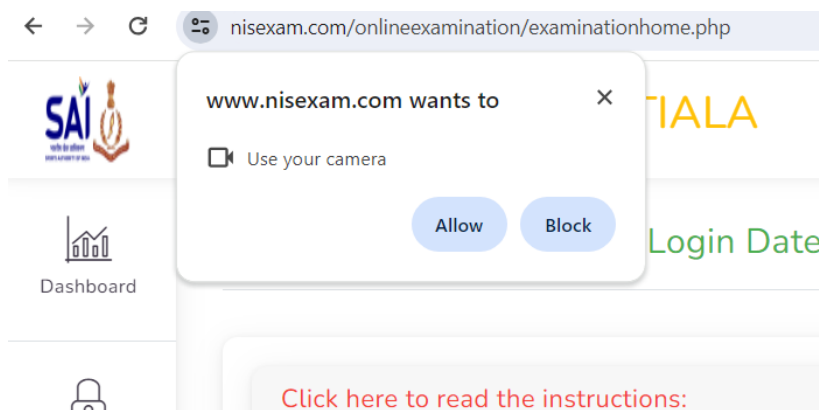 nisexam.com/onlineexamination/examinationhome.php
SAI
www.nisexam.com wants to
TIALA
Use your camera
Allow
Block
Login Date
Dashboard
Click here to read the instructions: